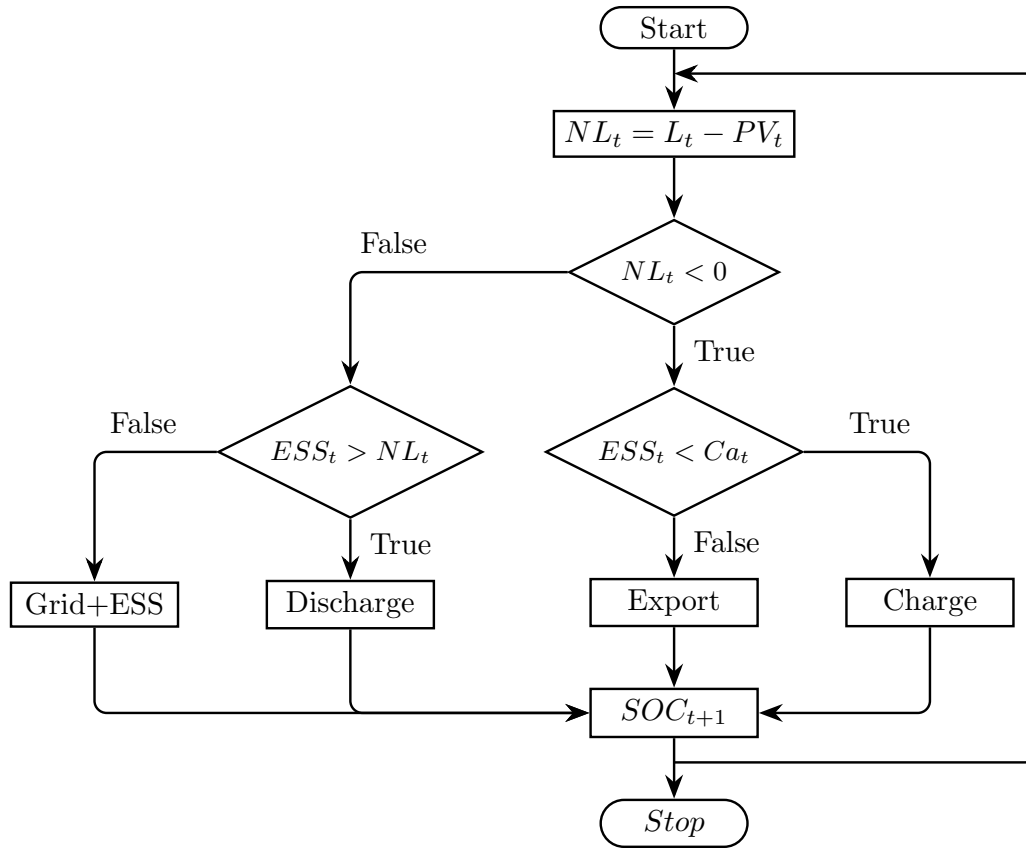 Start
$NL_t = L_t - PV_t$
False
$NL_t < 0$
True
False
$ESS_t > NL_t$
$ESS_t < Ca_t$
True
True
False
Grid+ESS
Discharge
Export
Charge
$SOC_{t+1}$
Stop